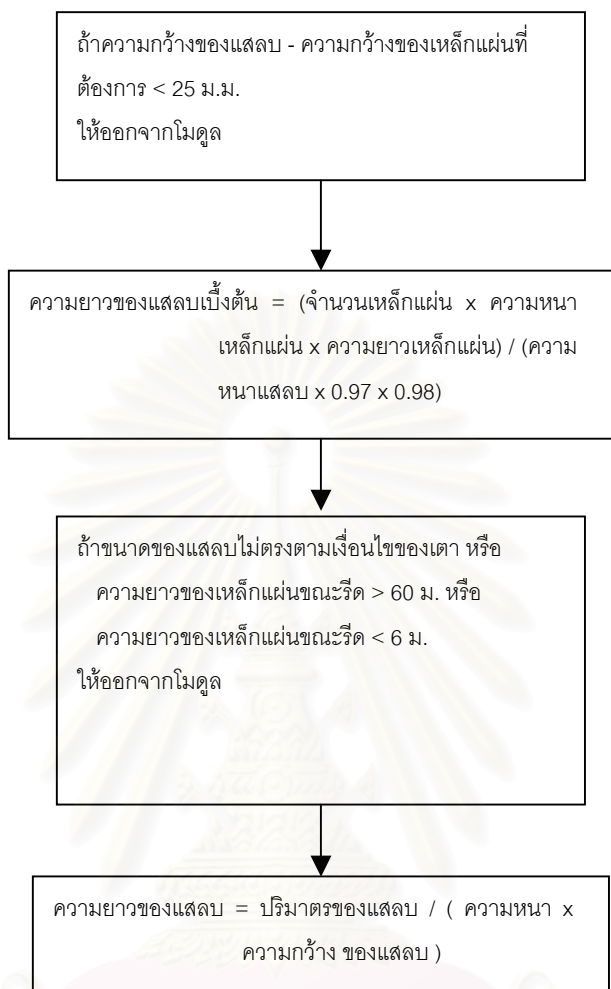 ถ้าความกว้างของแสลบ - ความกว้างของเหล็กแผ่นที่
ต้องการ < 25 ม.ม.
ให้ออกจากโมดูล
ความยาวของแสลบเบื้งต้น = (จำนวนเหล็กแผ่น x ความหนา
เหล็กแผ่น x ความยาวเหล็กแผ่น) / (ความ
หนาแสลบ x 0.97 x 0.98)
ถ้าขนาดของแสลบไม่ตรงตามเงื่อนไขของเตา หรือ
ความยาวของเหล็กแผ่นขณะรีด > 60 ม. หรือ
ความยาวของเหล็กแผ่นขณะรีด < 6 ม.
ให้ออกจากโมดูล
ความยาวของแสลบ = ปริมาตรของแสลบ / ( ความหนา x
ความกว้าง ของแสลบ )